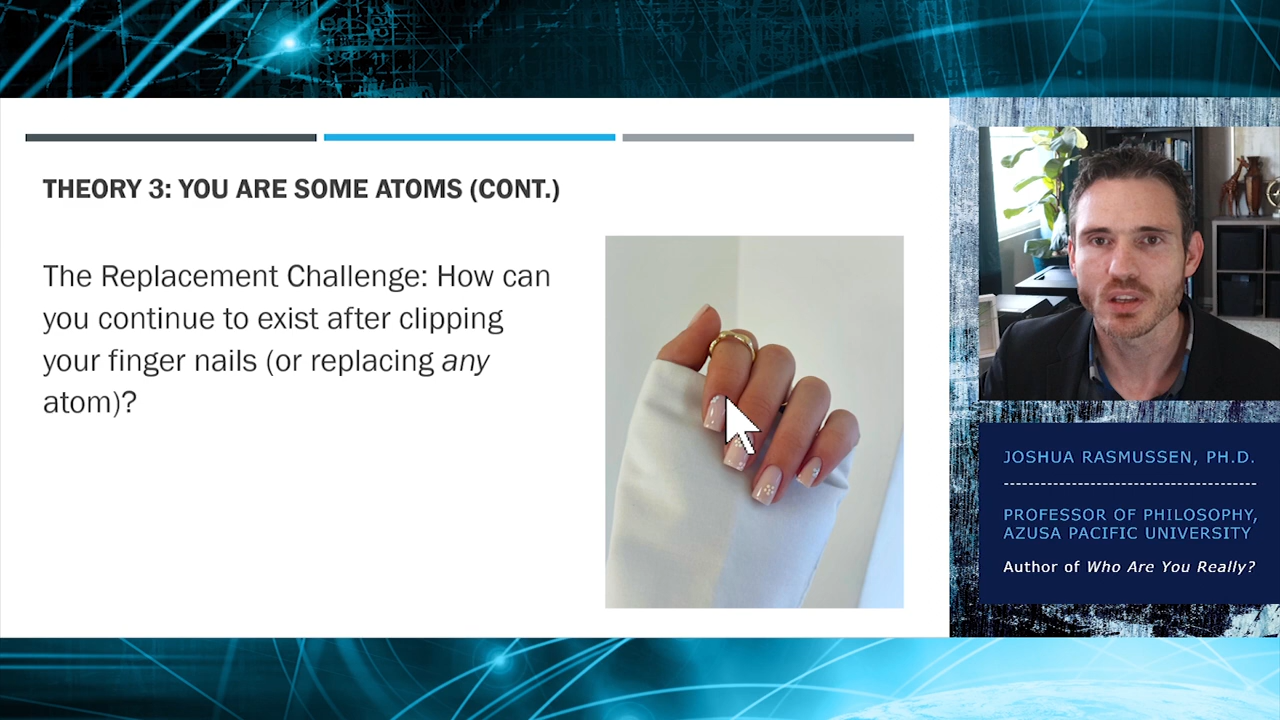 THEORY 3: YOU ARE SOME ATOMS (CONT.)
The Replacement Challenge: How can
you continue to exist after clipping
your finger nails (or replacing any
atom)?
JOSHUA RASMUSSEN, PH.D.
----------------------------------------
PROFESSOR OF PHILOSOPHY,
AZUSA PACIFIC UNIVERSITY
Author of Who Are You Really?